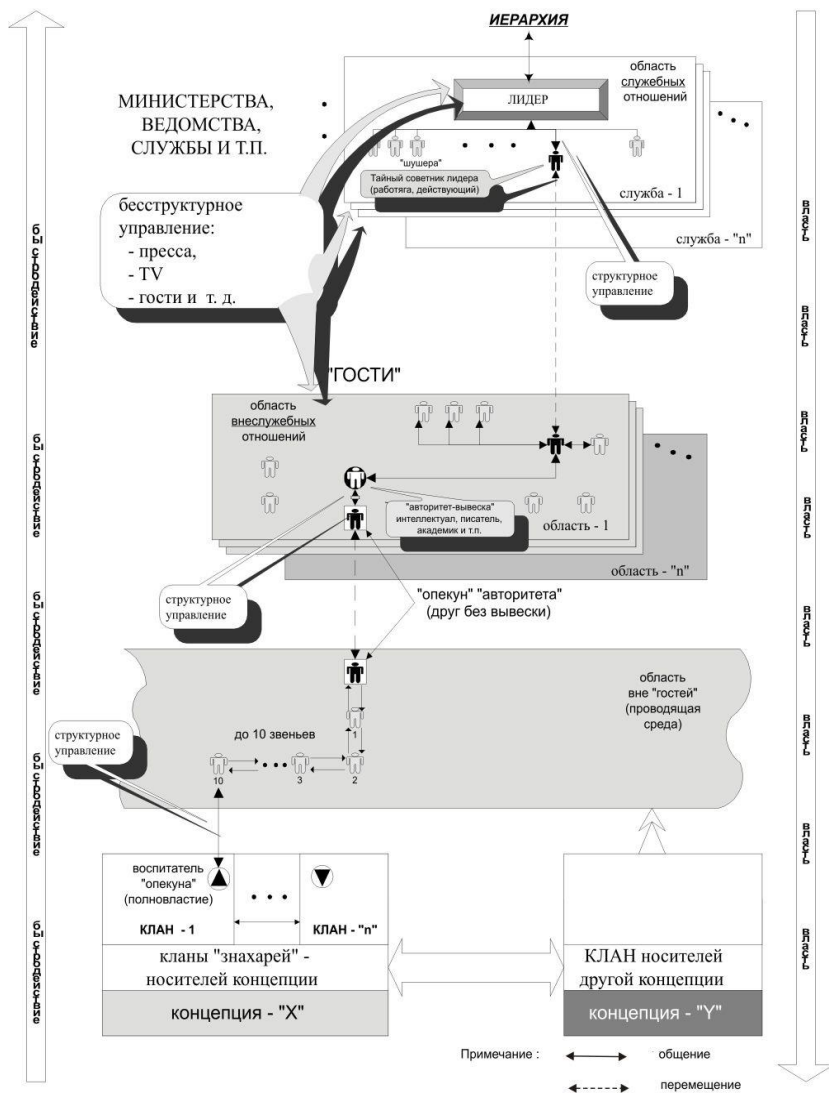 ИЕРАРХИЯ
область
служебных
отношений
ЛИДЕР
МИНИСТЕРСТВА,
ВЕДОМСТВА,
СЛУЖБЫ И Т.П.
"шушера"
Тайный советник лидера
(работяга, действующий)
служба - 1
служба - "n"
бесструктурное
управление:
- пресса,
- TV
- гости и т. д.
структурное
управление
"ГОСТИ"
область
внеслужебных
отношений
"авторитет-вывеска"
интеллектуал, писатель,
академик и т.п.
область - 1
область - "n"
структурное
управление
"опекун" "авторитета"
(друг без вывески)
область
вне "гостей"
(проводящая
среда)
структурное
управление
до 10 звеньев
1
10
3
2
воспитатель
"опекуна"
(полновластие)
КЛАН - 1
КЛАН - "n"
кланы "знахарей" -
носителей концепции
концепция - "X"
КЛАН носителей
другой концепции
концепция - "Y"
Примечание :
общение
перемещение
быстродействие
быстродействие
быстродействие
быстродействие
быстродействие
власть
власть
власть
власть
власть
власть
власть
власть